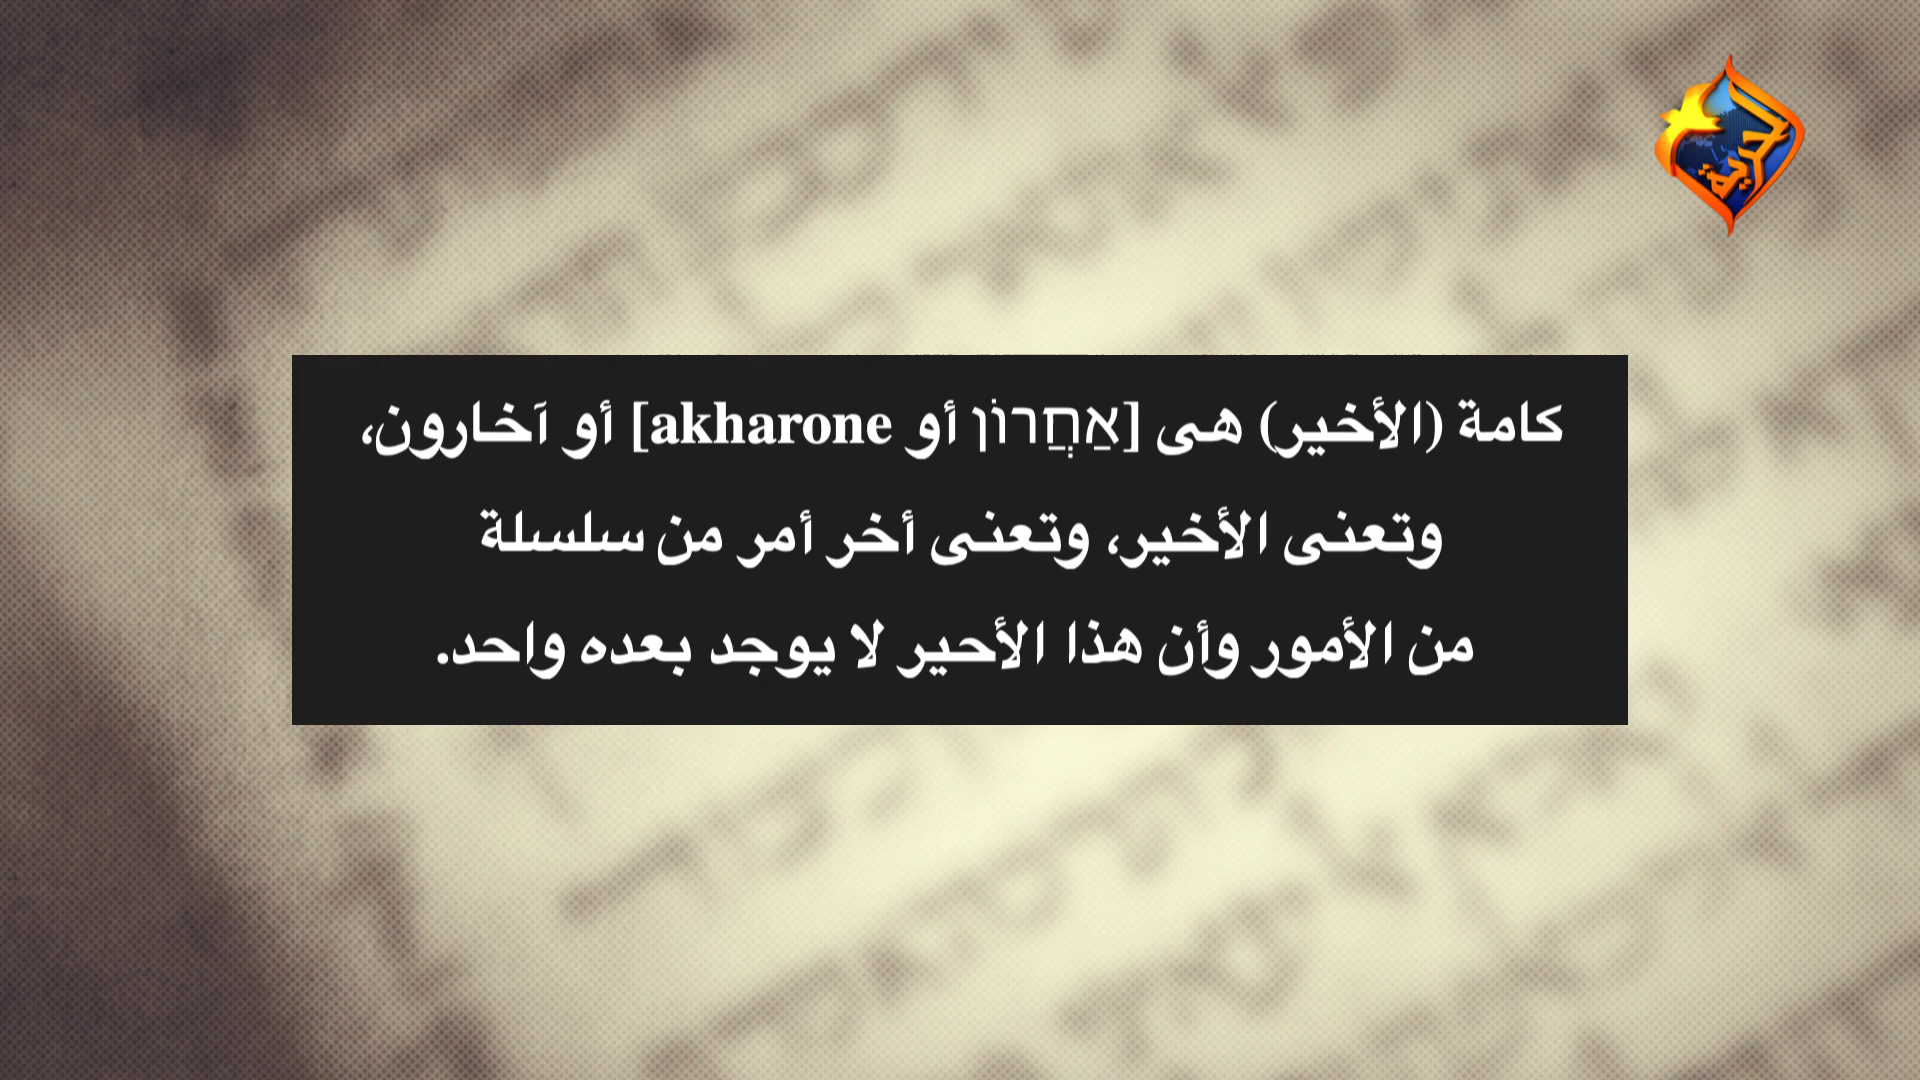 الحرية
كامة (الأخير) هى [אַחֲרוֹן أو akharone] أو آخارون،
وتعنى الأخير، وتعنى أخر أمر من سلسلة
من الأمور وأن هذا الأحير لا يوجد بعده واحد.